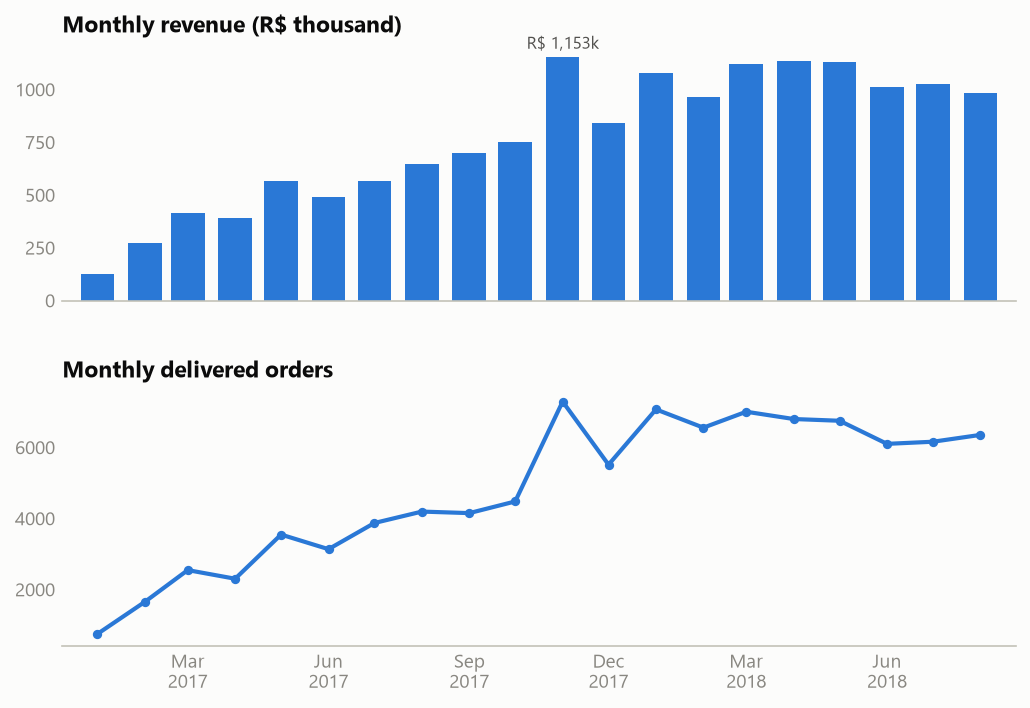 Monthly revenue (R$ thousand)
R$ 1,153k
1000
750
500
250
0
Monthly delivered orders
6000
4000
2000
Mar Jun Sep Dec Mar Jun
2017 2017 2017 2017 2018 2018